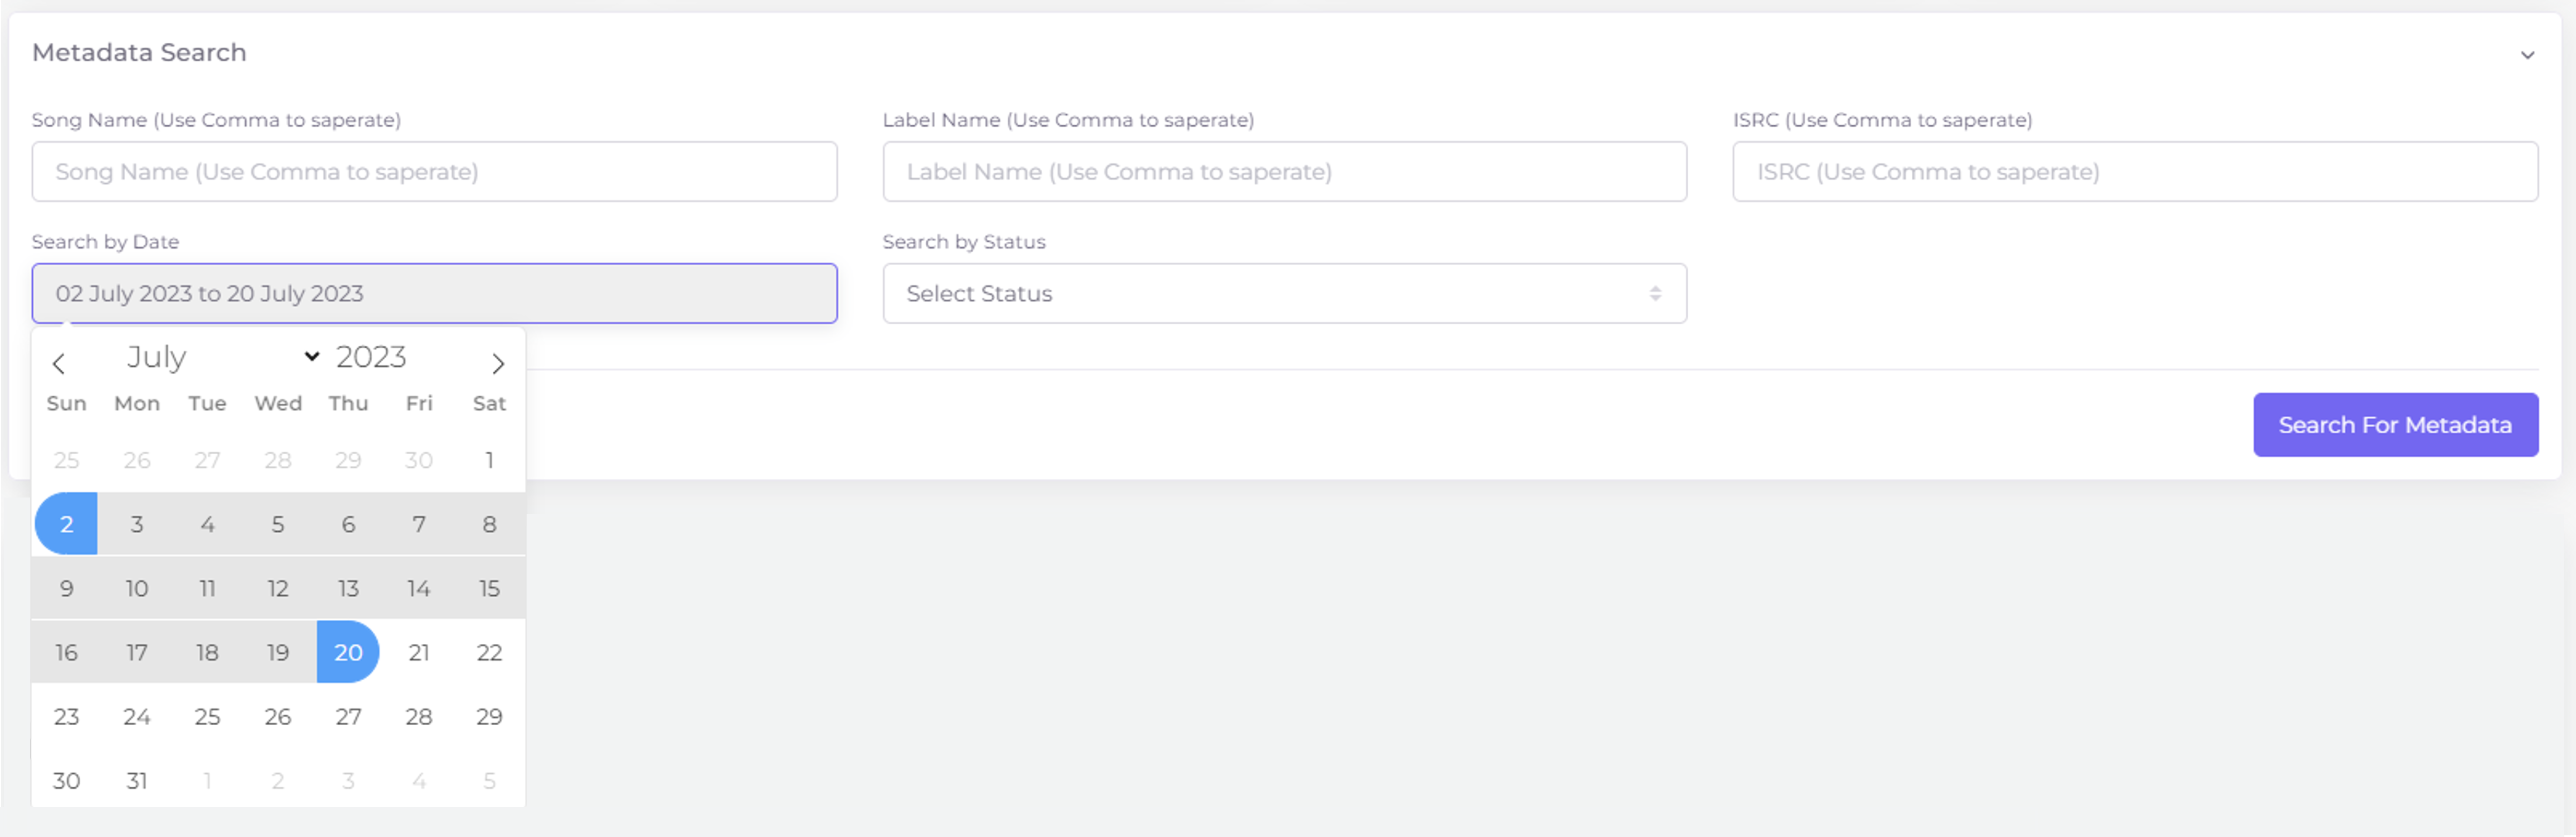 Metadata Search
Song Name (Use Comma to saperate)
Label Name (Use Comma to saperate)
ISRC (Use Comma to saperate)
Song Name (Use Comma to saperate)
Label Name (Use Comma to saperate)
ISRC (Use Comma to saperate)
Search by Date
Search by Status
02 July 2023 to 20 July 2023
Select Status
July 2023
Sun Mon Tue Wed Thu Fri Sat
Search For Metadata
25 26 27 28 29 30 1
2 3 4 5 6 7 8
9 10 11 12 13 14 15
16 17 18 19 20 21 22
23 24 25 26 27 28 29
30 31 1 2 3 4 5